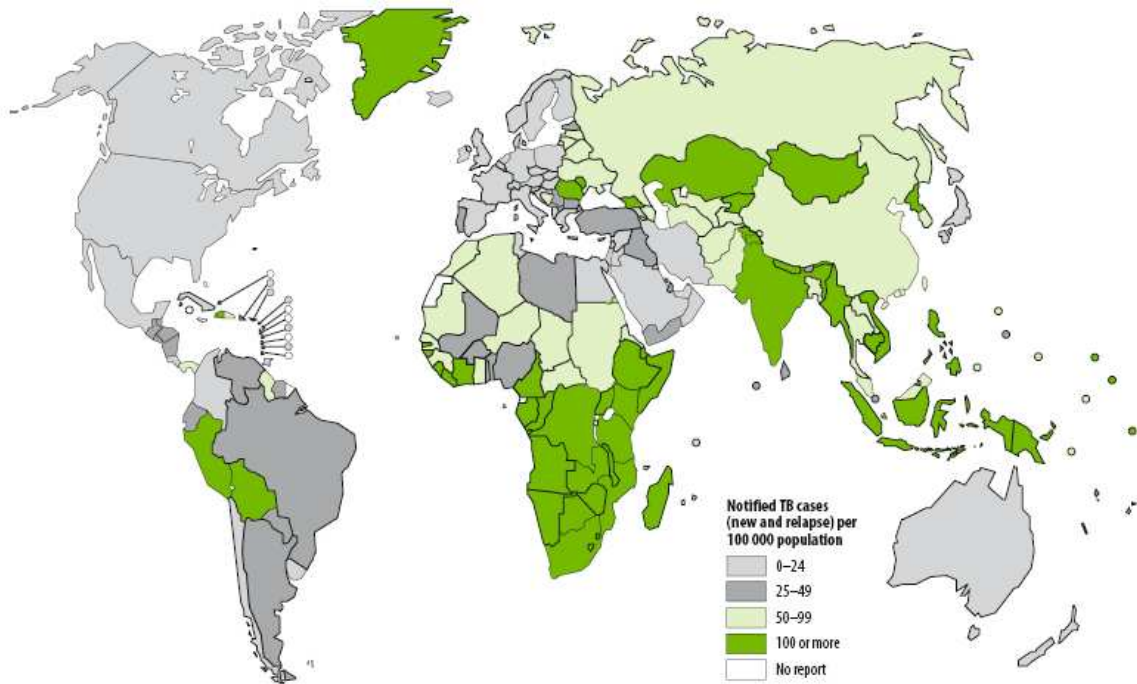 Notified TB cases
(new and relapse) per
100 000 population
0–24
25–49
50–99
100 or more
No report